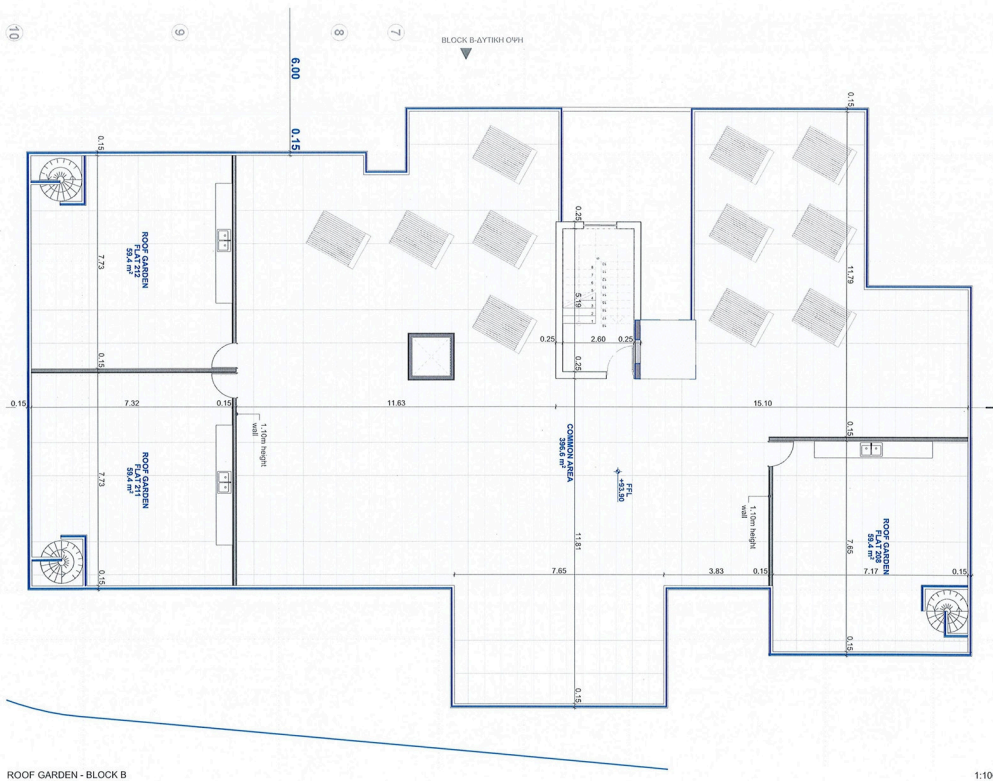 10
9
8
7
BLOCK B-ΔΥΤΙΚΗ ΟΨΗ
6.00
0.15
0.15
0.15
ROOF GARDEN
FLAT 212
59.4 m²
7.73
0.15
0.25
5.19
0.25
2.60
0.25
0.25
11.79
0.15
7.32
0.15
11.63
15.10
0.15
1.10m height
wall
ROOF GARDEN
FLAT 211
59.4 m²
7.73
0.15
COMMON AREA
396.6 m²
FFL
+93.90
11.81
1.10m height
wall
ROOF GARDEN
FLAT 208
59.4 m²
7.65
7.65
3.83
0.15
7.17
0.15
0.15
0.15
ROOF GARDEN - BLOCK B
1:10